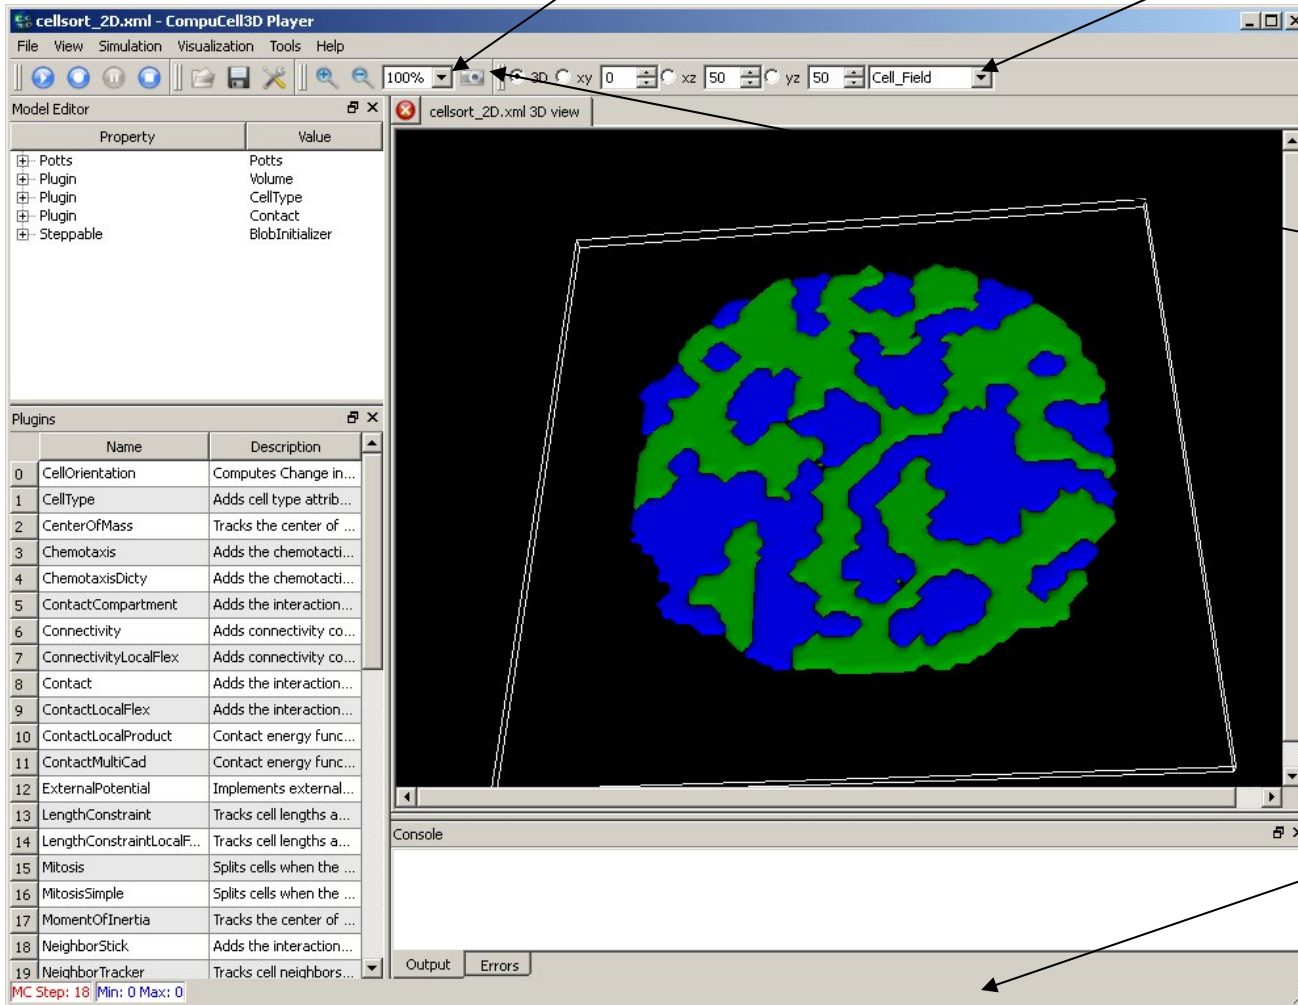 cellsort_2D.xml - CompuCell3D Player
File View Simulation Visualization Tools Help
100% 3D xy 0 xz 50 yz 50 Cell_Field
Model Editor
cellsort_2D.xml 3D view
Property Value
Potts Potts
Plugin Volume
Plugin CellType
Plugin Contact
Steppable BlobInitializer
Plugins
Name Description
0 CellOrientation Computes Change in...
1 CellType Adds cell type attrib...
2 CenterOfMass Tracks the center of ...
3 Chemotaxis Adds the chemotacti...
4 ChemotaxisDicty Adds the chemotacti...
5 ContactCompartment Adds the interaction...
6 Connectivity Adds connectivity co...
7 ConnectivityLocalFlex Adds connectivity co...
8 Contact Adds the interaction...
9 ContactLocalFlex Adds the interaction...
10 ContactLocalProduct Contact energy func...
11 ContactMultiCad Contact energy func...
12 ExternalPotential Implements external...
13 LengthConstraint Tracks cell lengths a...
14 LengthConstraintLocalF... Tracks cell lengths a...
15 Mitosis Splits cells when the ...
16 MitosisSimple Splits cells when the ...
17 MomentOfInertia Tracks the center of ...
18 NeighborStick Adds the interaction...
19 NeighborTracker Tracks cell neighbors...
Console
Output Errors
MC Step: 18 Min: 0 Max: 0